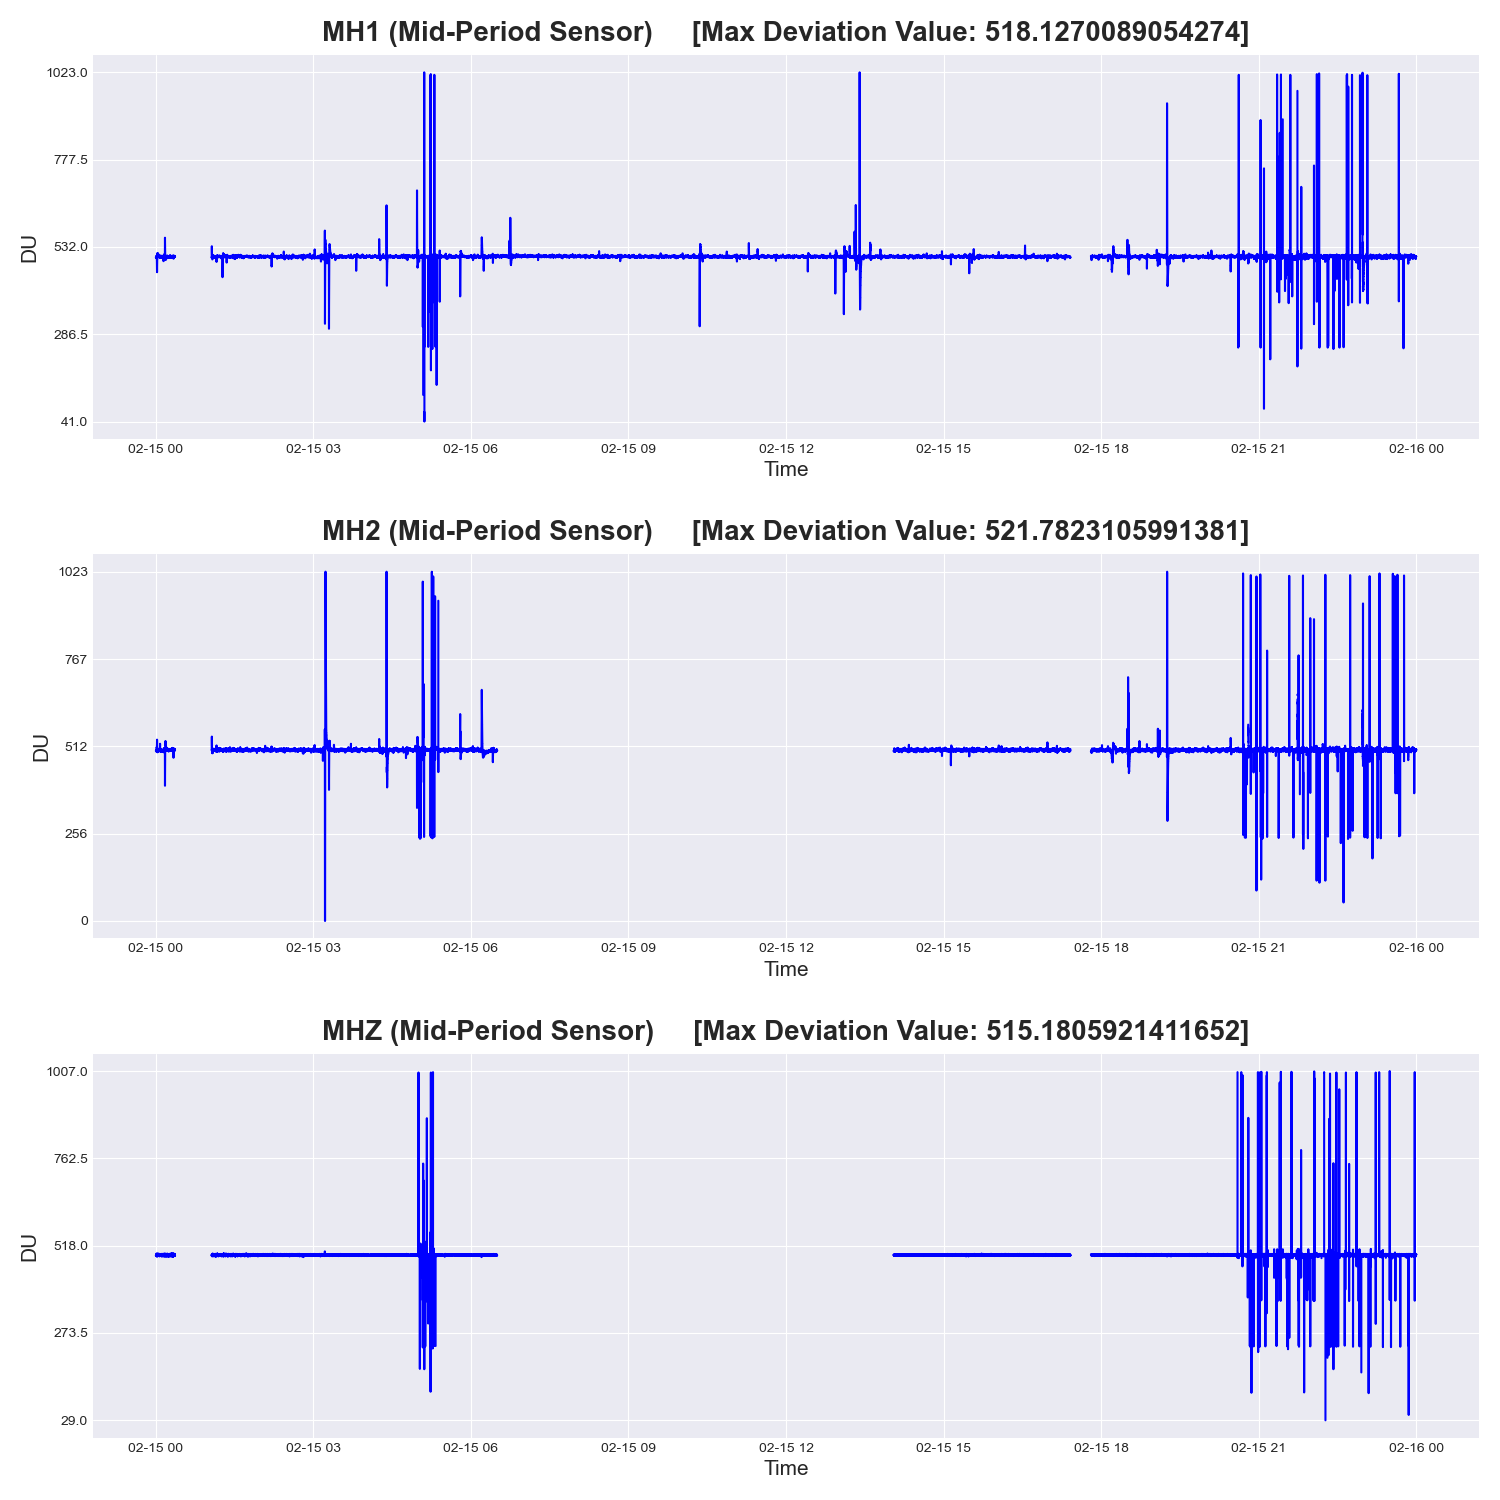 MH1 (Mid-Period Sensor) [Max Deviation Value: 518.1270089054274]
1023.0
777.5
532.0
286.5
41.0
DU
02-15 00 02-15 03 02-15 06 02-15 09 02-15 12 02-15 15 02-15 18 02-15 21 02-16 00
Time
MH2 (Mid-Period Sensor) [Max Deviation Value: 521.7823105991381]
1023
767
512
256
0
DU
02-15 00 02-15 03 02-15 06 02-15 09 02-15 12 02-15 15 02-15 18 02-15 21 02-16 00
Time
MHZ (Mid-Period Sensor) [Max Deviation Value: 515.1805921411652]
1007.0
762.5
518.0
273.5
29.0
DU
02-15 00 02-15 03 02-15 06 02-15 09 02-15 12 02-15 15 02-15 18 02-15 21 02-16 00
Time